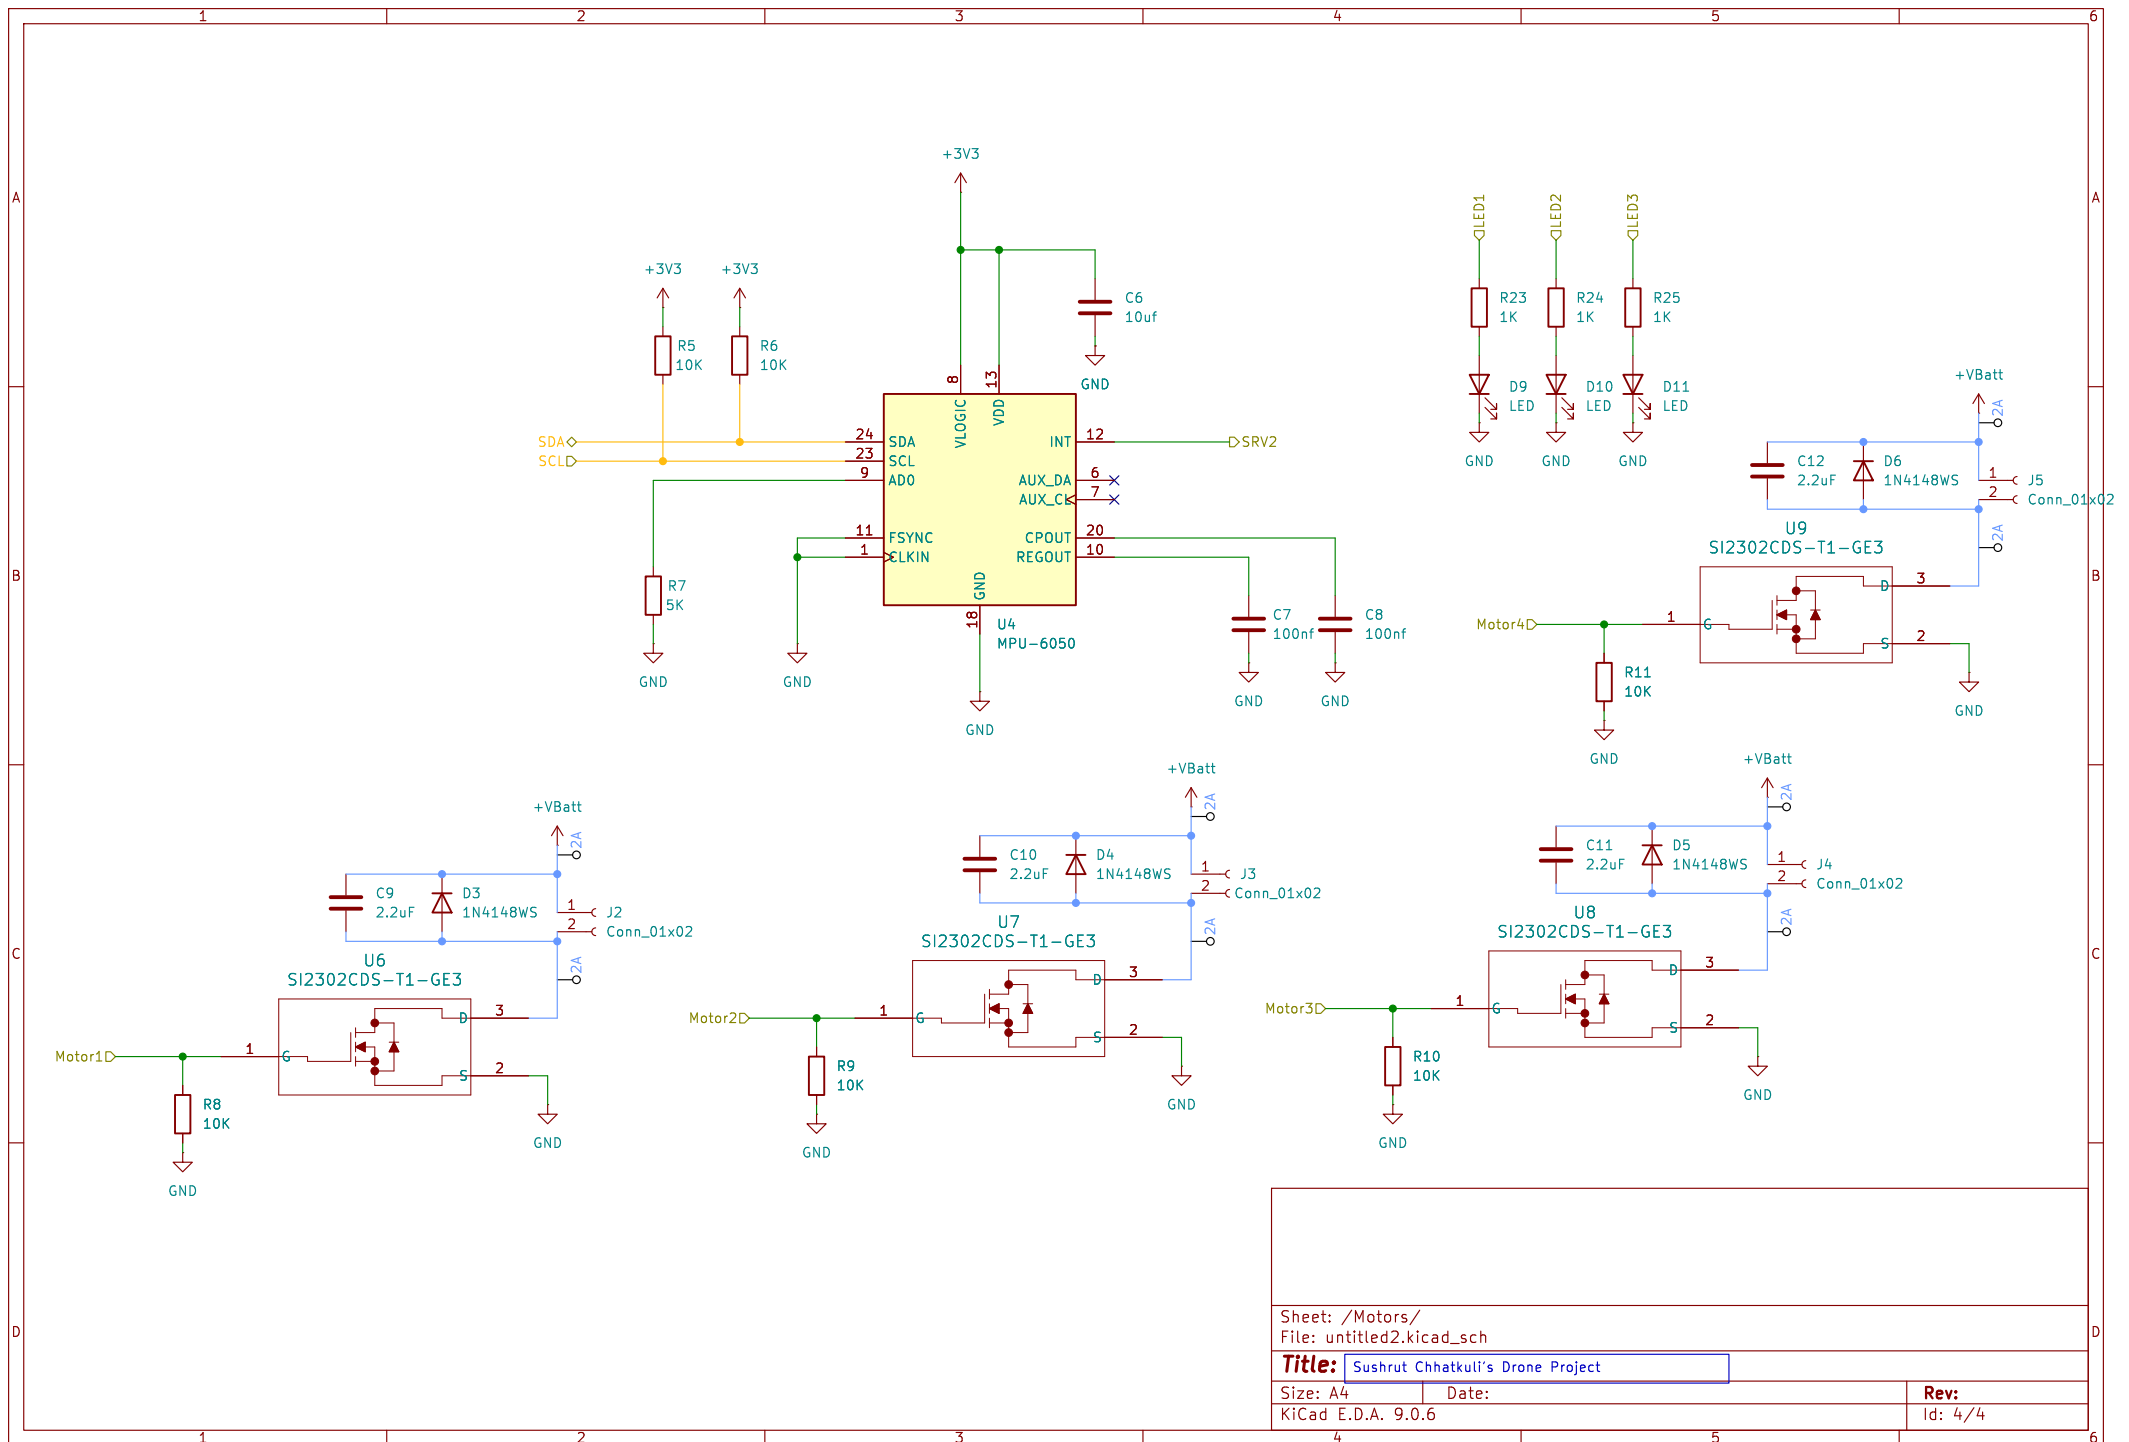 1 2 3 4 5 6
A
+3V3
LED1 LED2 LED3
A
+3V3 +3V3
C6
10uf
GND
R23
1K
R24
1K
R25
1K
R5
10K
R6
10K
D9
LED
D10
LED
D11
LED
GND GND GND
8 13
VLOGIC VDD
SDA
SCL
24 SDA
23 SCL
9 AD0
11 FSYNC
1 CLKIN
INT 12
AUX_DA 6
AUX_CL 7
CPOUT 20
REGOUT 10
GND
18
SRV2
U4
MPU-6050
B
R7
5K
GND
GND
GND
C7
100nf
GND
C8
100nf
GND
+VBatt
2A
C12
2.2uF
D6
1N4148WS
1
2
J5
Conn_01x02
2A
U9
SI2302CDS-T1-GE3
B
Motor4
1 G
D 3
S 2
R11
10K
GND
GND
+VBatt
2A
C9
2.2uF
D3
1N4148WS
1
2
J2
Conn_01x02
2A
U6
SI2302CDS-T1-GE3
C
Motor1
1 G
D 3
S 2
R8
10K
GND
GND
+VBatt
2A
C10
2.2uF
D4
1N4148WS
1
2
J3
Conn_01x02
2A
U7
SI2302CDS-T1-GE3
Motor2
1 G
D 3
S 2
R9
10K
GND
GND
+VBatt
2A
C11
2.2uF
D5
1N4148WS
1
2
J4
Conn_01x02
2A
U8
SI2302CDS-T1-GE3
C
Motor3
1 G
D 3
S 2
R10
10K
GND
GND
D
Sheet: /Motors/
File: untitled2.kicad_sch
D
Title: Sushrut Chhatkuli's Drone Project
Size: A4 Date: Rev:
KiCad E.D.A. 9.0.6 Id: 4/4
1 2 3 4 5 6